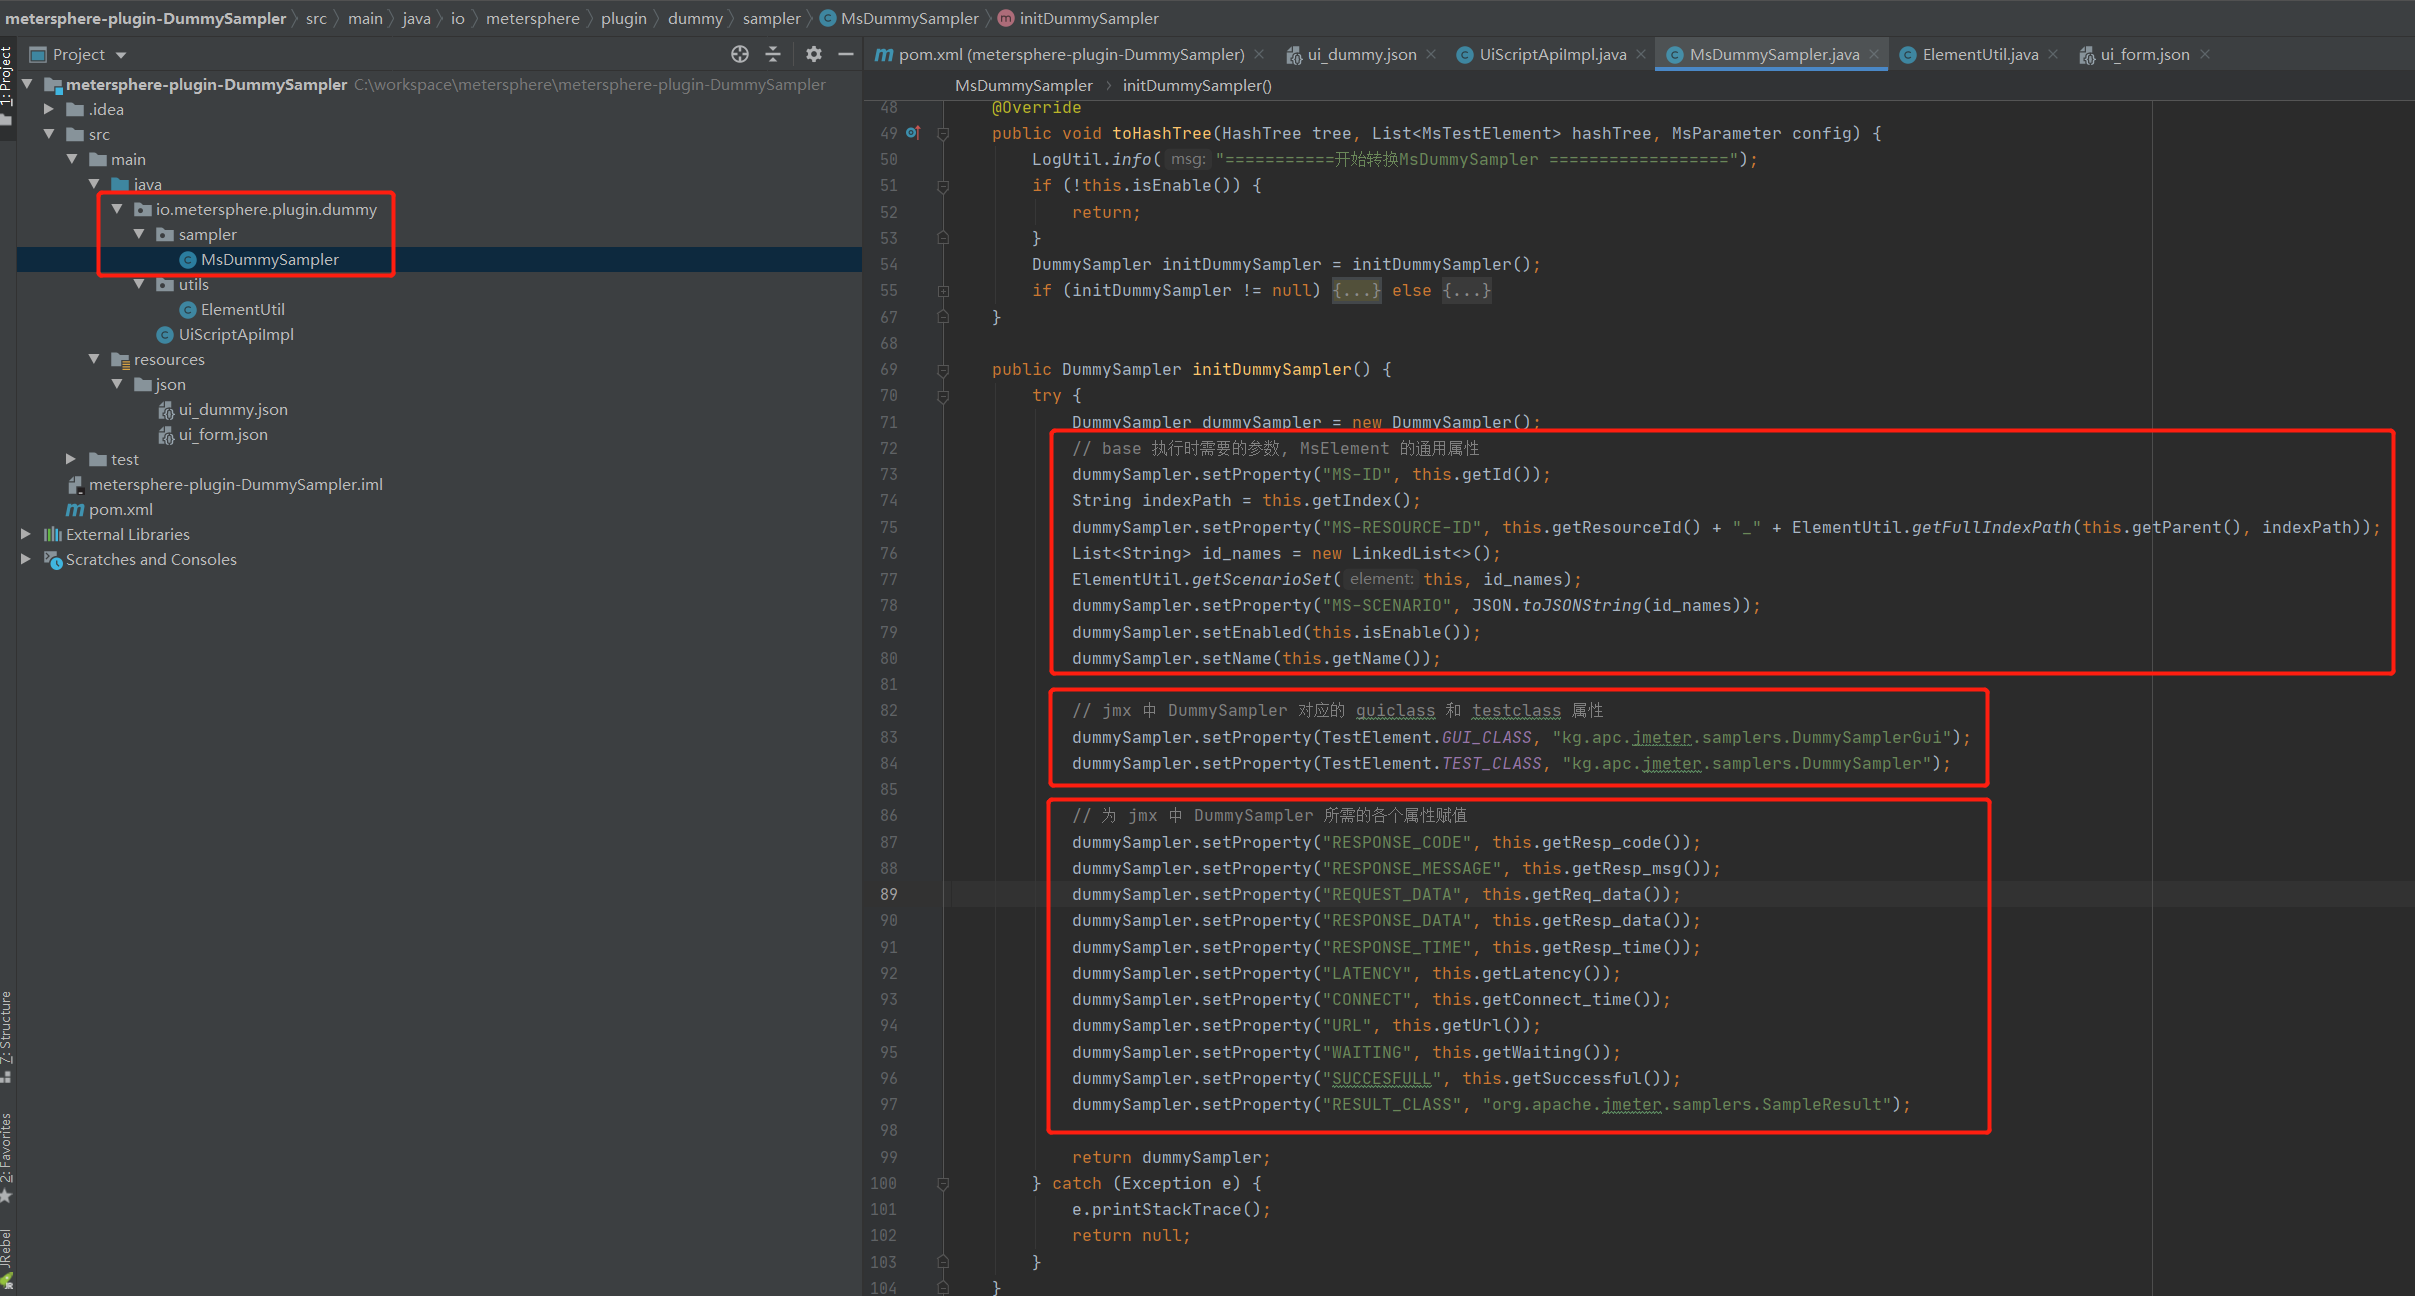 metersphere-plugin-DummySampler src main java io metersphere plugin dummy sampler MsDummySampler initDummySampler
1: Project
Project
metersphere-plugin-DummySampler C:\workspace\metersphere\metersphere-plugin-DummySampler
.idea
src
main
java
io.metersphere.plugin.dummy
sampler
MsDummySampler
utils
ElementUtil
UiScriptApiImpl
resources
json
ui_dummy.json
ui_form.json
test
metersphere-plugin-DummySampler.iml
pom.xml
External Libraries
Scratches and Consoles
7: Structure
2: Favorites
JRebel
pom.xml (metersphere-plugin-DummySampler) ui_dummy.json UiScriptApiImpl.java MsDummySampler.java ElementUtil.java ui_form.json
MsDummySampler initDummySampler()
48 @Override
49 public void toHashTree(HashTree tree, List<MsTestElement> hashTree, MsParameter config) {
50 LogUtil.info( msg: "===========开始转换MsDummySampler ==================");
51 if (!this.isEnable()) {
52 return;
53 }
54 DummySampler initDummySampler = initDummySampler();
55 if (initDummySampler != null) {...} else {...}
67 }
68
69 public DummySampler initDummySampler() {
70 try {
71 DummySampler dummySampler = new DummySampler();
72 // base 执行时需要的参数, MsElement 的通用属性
73 dummySampler.setProperty("MS-ID", this.getId());
74 String indexPath = this.getIndex();
75 dummySampler.setProperty("MS-RESOURCE-ID", this.getResourceId() + "_" + ElementUtil.getFullIndexPath(this.getParent(), indexPath));
76 List<String> id_names = new LinkedList<>();
77 ElementUtil.getScenarioSet( element: this, id_names);
78 dummySampler.setProperty("MS-SCENARIO", JSON.toJSONString(id_names));
79 dummySampler.setEnabled(this.isEnable());
80 dummySampler.setName(this.getName());
81
82 // jmx 中 DummySampler 对应的 guiclass 和 testclass 属性
83 dummySampler.setProperty(TestElement.GUI_CLASS, "kg.apc.jmeter.samplers.DummySamplerGui");
84 dummySampler.setProperty(TestElement.TEST_CLASS, "kg.apc.jmeter.samplers.DummySampler");
85
86 // 为 jmx 中 DummySampler 所需的各个属性赋值
87 dummySampler.setProperty("RESPONSE_CODE", this.getResp_code());
88 dummySampler.setProperty("RESPONSE_MESSAGE", this.getResp_msg());
89 dummySampler.setProperty("REQUEST_DATA", this.getReq_data());
90 dummySampler.setProperty("RESPONSE_DATA", this.getResp_data());
91 dummySampler.setProperty("RESPONSE_TIME", this.getResp_time());
92 dummySampler.setProperty("LATENCY", this.getLatency());
93 dummySampler.setProperty("CONNECT", this.getConnect_time());
94 dummySampler.setProperty("URL", this.getUrl());
95 dummySampler.setProperty("WAITING", this.getWaiting());
96 dummySampler.setProperty("SUCCESFULL", this.getSuccessful());
97 dummySampler.setProperty("RESULT_CLASS", "org.apache.jmeter.samplers.SampleResult");
98
99 return dummySampler;
100 } catch (Exception e) {
101 e.printStackTrace();
102 return null;
103 }
104 }